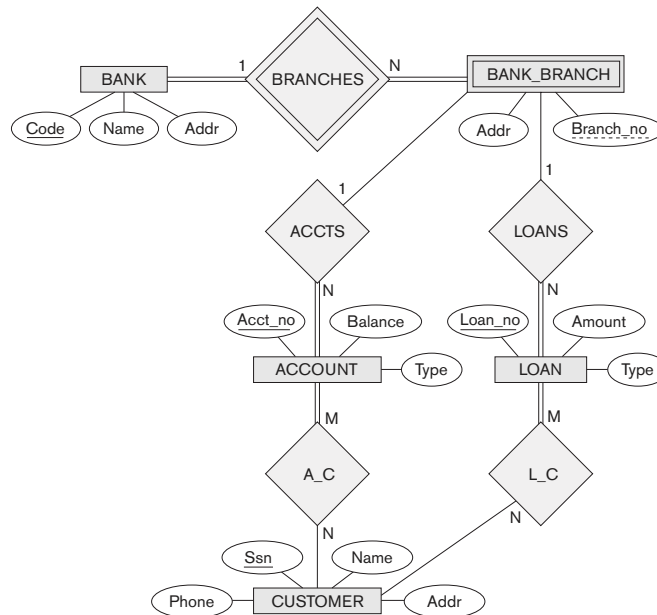 1
N
BANK
BRANCHES
BANK_BRANCH
Code
Name
Addr
Addr
Branch_no
1
1
ACCTS
LOANS
N
N
Acct_no
Balance
Loan_no
Amount
ACCOUNT
Type
LOAN
Type
M
M
A_C
L_C
N
N
Ssn
Name
Phone
CUSTOMER
Addr